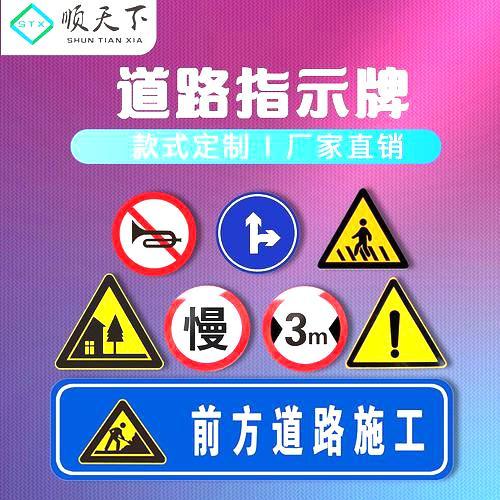 STX
顺天下
SHUN TIAN XIA
道路指示牌
款式定制 | 厂家直销
慢
3m
前方道路施工